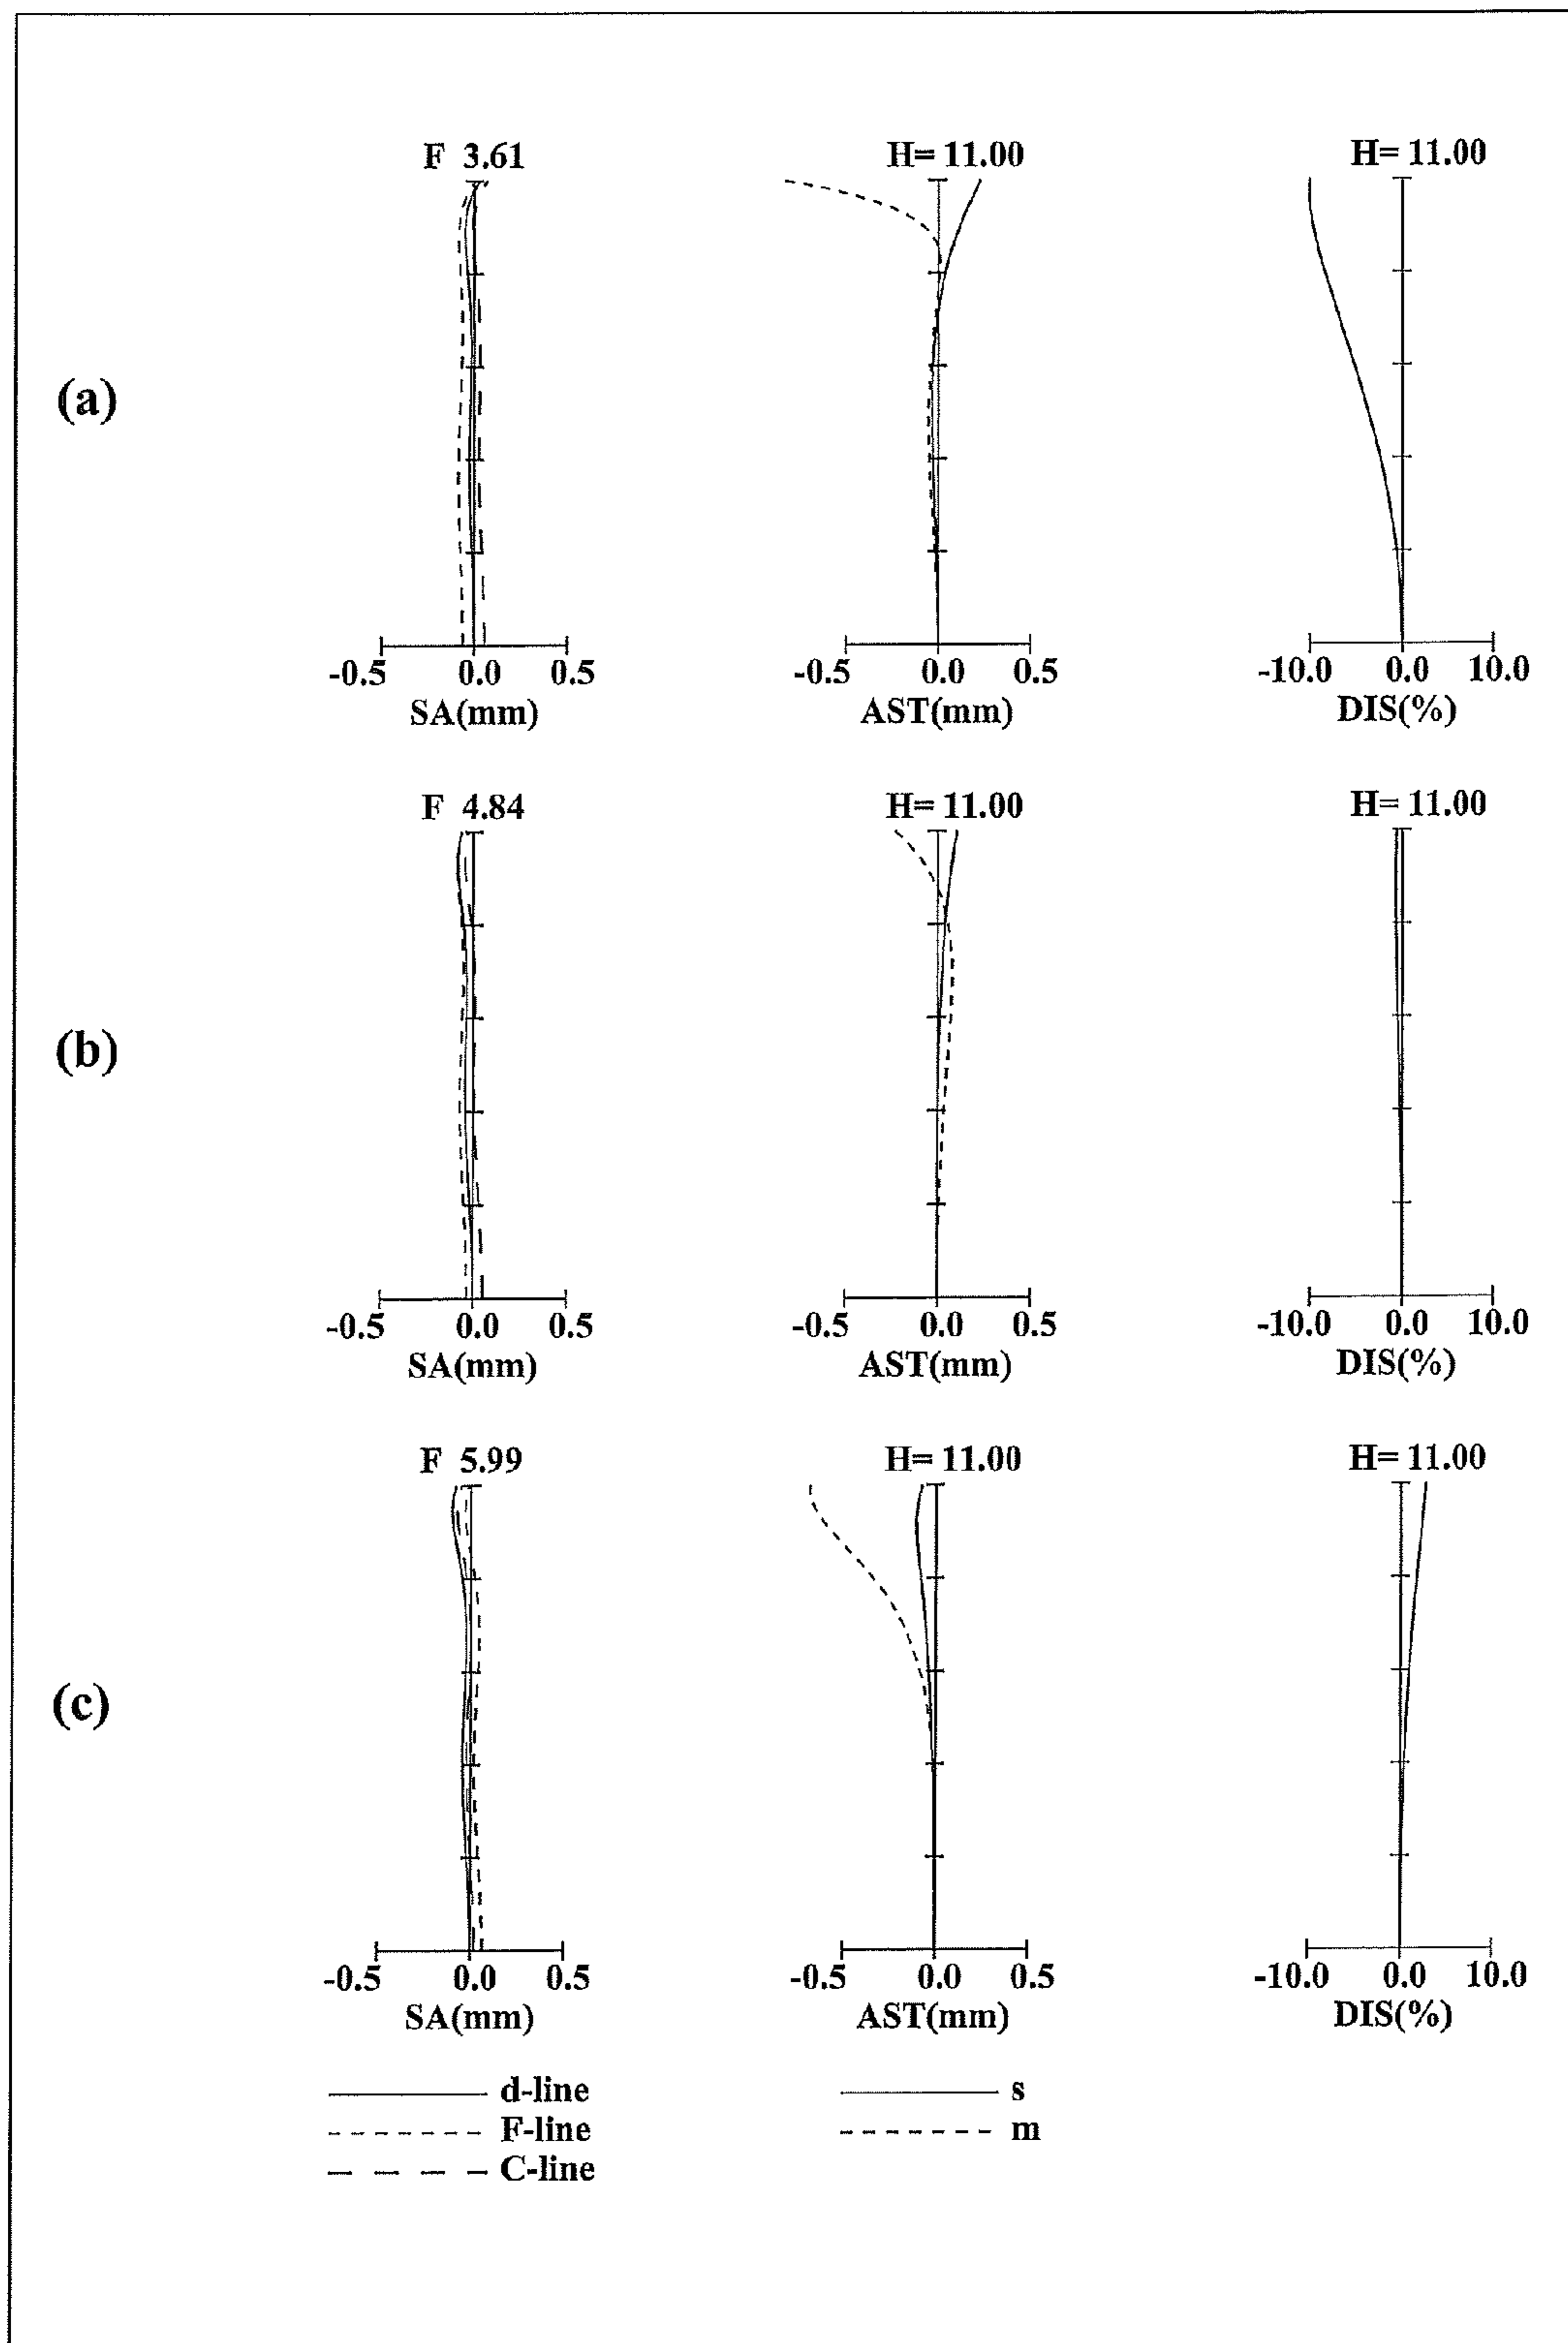 F 3.61 H= 11.00 H= 11.00
(a)
-0.5 0.0 0.5 -0.5 0.0 0.5 -10.0 0.0 10.0
SA(mm) AST(mm) DIS(%)
F 4.84 H= 11.00 H= 11.00
(b)
-0.5 0.0 0.5 -0.5 0.0 0.5 -10.0 0.0 10.0
SA(mm) AST(mm) DIS(%)
F 5.99 H= 11.00 H= 11.00
(c)
-0.5 0.0 0.5 -0.5 0.0 0.5 -10.0 0.0 10.0
SA(mm) AST(mm) DIS(%)
d-line s
F-line m
C-line